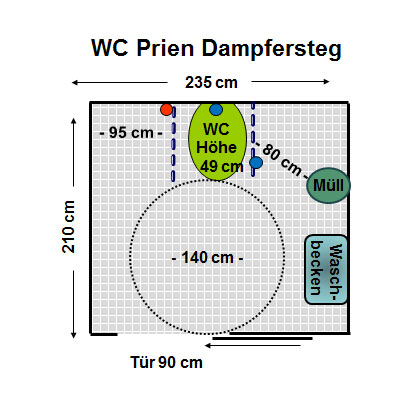 WC Prien Dampfersteg
235 cm
- 95 cm -
WC
Höhe
49 cm
- 80 cm -
Müll
210 cm
- 140 cm -
Wasch-
becken
Tür 90 cm